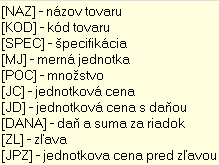 [NAZ] - názov tovaru
[KOD] - kód tovaru
[SPEC] - špecifikácia
[MJ] - merná jednotka
[POC] - množstvo
[JC] - jednotková cena
[JD] - jednotková cena s daňou
[DANA] - daň a suma za riadok
[ZL] - zľava
[JPZ] - jednotkova cena pred zľavou